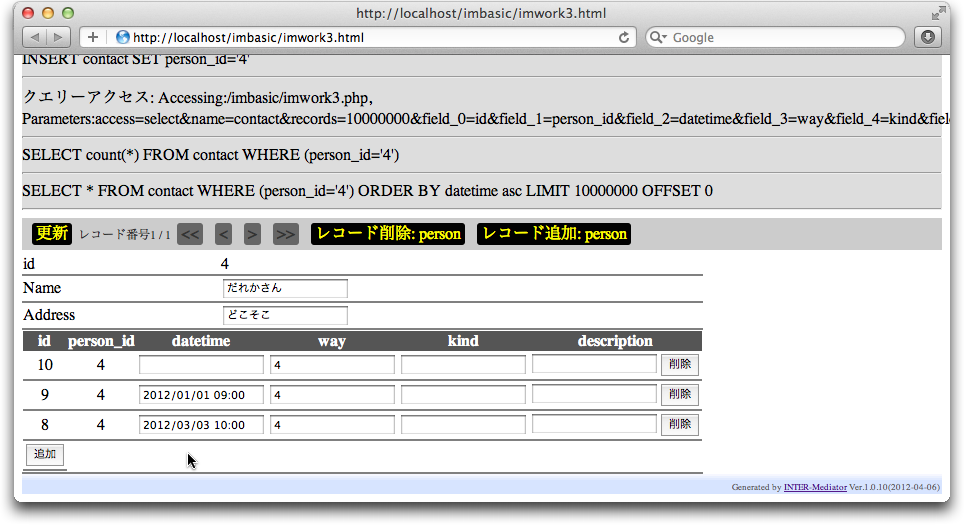 http://localhost/imbasic/imwork3.html
http://localhost/imbasic/imwork3.html
Google
INSERT contact SET person_id='4'
クエリーアクセス: Accessing:/imbasic/imwork3.php,
Parameters:access=select&name=contact&records=10000000&field_0=id&field_1=person_id&field_2=datetime&field_3=way&field_4=kind&fiel
SELECT count(*) FROM contact WHERE (person_id='4')
SELECT * FROM contact WHERE (person_id='4') ORDER BY datetime asc LIMIT 10000000 OFFSET 0
更新 レコード番号1 / 1 << < > >> レコード削除: person レコード追加: person
id 4
Name だれかさん
Address どこそこ
id person_id datetime way kind description
10 4 4 削除
9 4 2012/01/01 09:00 4 削除
8 4 2012/03/03 10:00 4 削除
追加
Generated by INTER-Mediator Ver.1.0.10(2012-04-06)